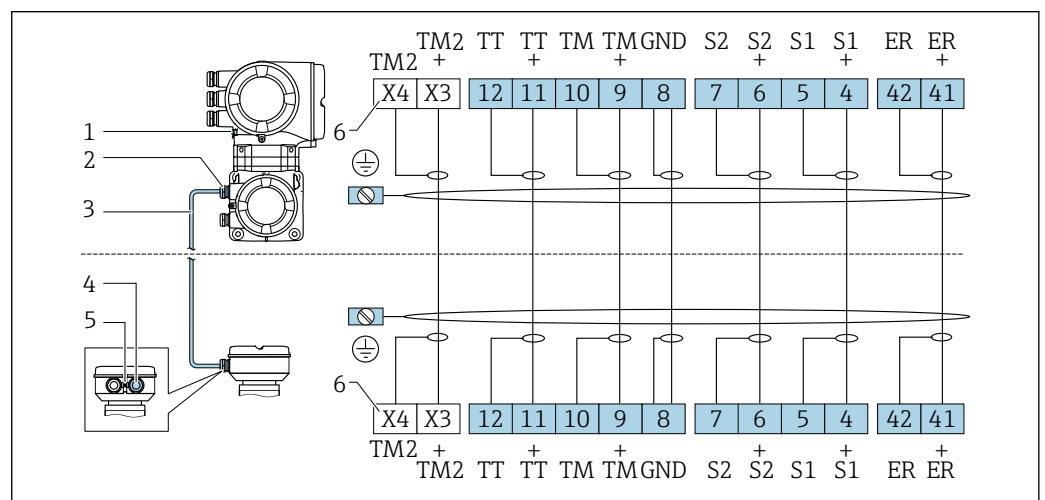 TM2 TT TT TM TM GND S2 S2 S1 S1 ER ER
TM2 + + + + + +
X4 X3 12 11 10 9 8 7 6 5 4 42 41
6
1
2
3
4
5
6
X4 X3 12 11 10 9 8 7 6 5 4 42 41
TM2 + + + + + +
TM2 TT TT TM TM GND S2 S2 S1 S1 ER ER